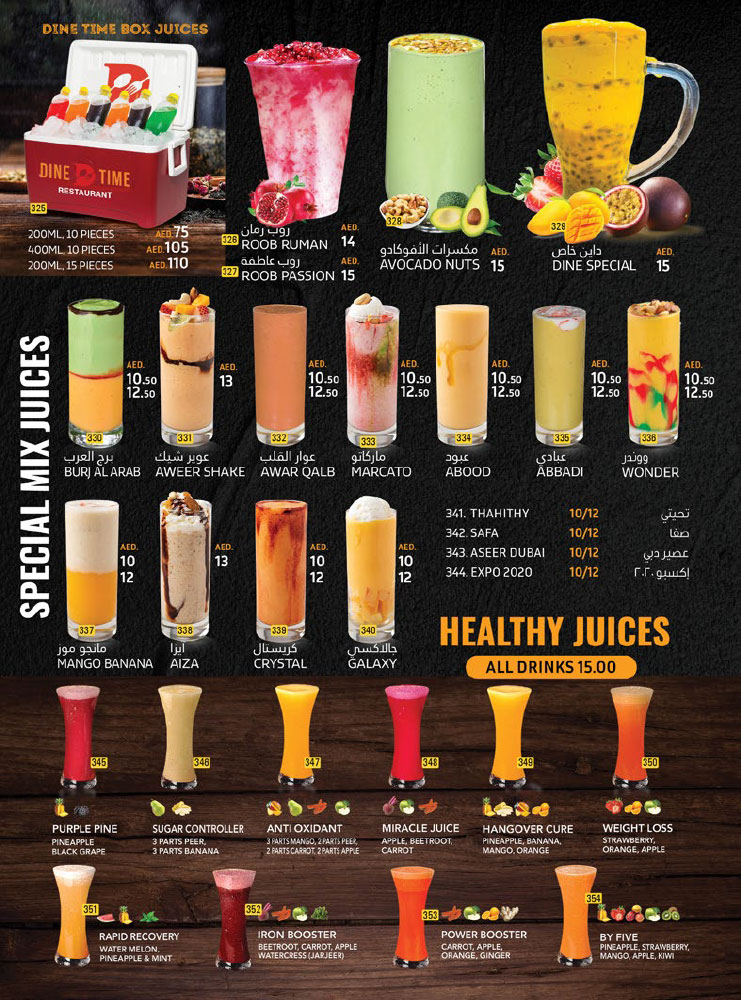 DINE TIME BOX JUICES
DINE TIME
RESTAURANT
325
200ML, 10 PIECES AED.75
400ML, 10 PIECES AED.105
200ML, 15 PIECES AED.110
326 روب رمان
ROOB RUMAN AED. 14
327 روب عاطفة
ROOB PASSION AED. 15
328
مكسرات الأفوكادو
AVOCADO NUTS AED. 15
329
داين خاص
DINE SPECIAL AED. 15
SPECIAL MIX JUICES
330
AED.
10.50
12.50
برج العرب
BURJ AL ARAB
331
AED.
13
عوير شيك
AWEER SHAKE
332
AED.
10.50
12.50
عوار القلب
AWAR QALB
333
AED.
10.50
12.50
ماركاتو
MARCATO
334
AED.
10.50
12.50
عبود
ABOOD
335
AED.
10.50
12.50
عبادي
ABBADI
336
AED.
10.50
12.50
ووندر
WONDER
337
AED.
10
12
مانجو موز
MANGO BANANA
338
AED.
13
ايزا
AIZA
339
AED.
10
12
كريستال
CRYSTAL
340
AED.
10
12
جالاكسي
GALAXY
341. THAHITHY 10/12 تحيتي
342. SAFA 10/12 صفا
343. ASEER DUBAI 10/12 عصير دبي
344. EXPO 2020 10/12 إكسبو ٢٠٢٠
HEALTHY JUICES
ALL DRINKS 15.00
345
PURPLE PINE
PINEAPPLE
BLACK GRAPE
346
SUGAR CONTROLLER
3 PARTS PEER,
3 PARTS BANANA
347
ANTI OXIDANT
3 PARTS MANGO, 2 PARTS PEER,
2 PARTS CARROT, 2 PARTS APPLE
348
MIRACLE JUICE
APPLE, BEETROOT,
CARROT
349
HANGOVER CURE
PINEAPPLE, BANANA,
MANGO, ORANGE
350
WEIGHT LOSS
STRAWBERRY,
ORANGE, APPLE
351
RAPID RECOVERY
WATER MELON,
PINEAPPLE & MINT
352
IRON BOOSTER
BEETROOT, CARROT, APPLE
WATERCRESS (JARJEER)
353
POWER BOOSTER
CARROT, APPLE,
ORANGE, GINGER
354
BY FIVE
PINEAPPLE, STRAWBERRY,
MANGO, APPLE, KIWI